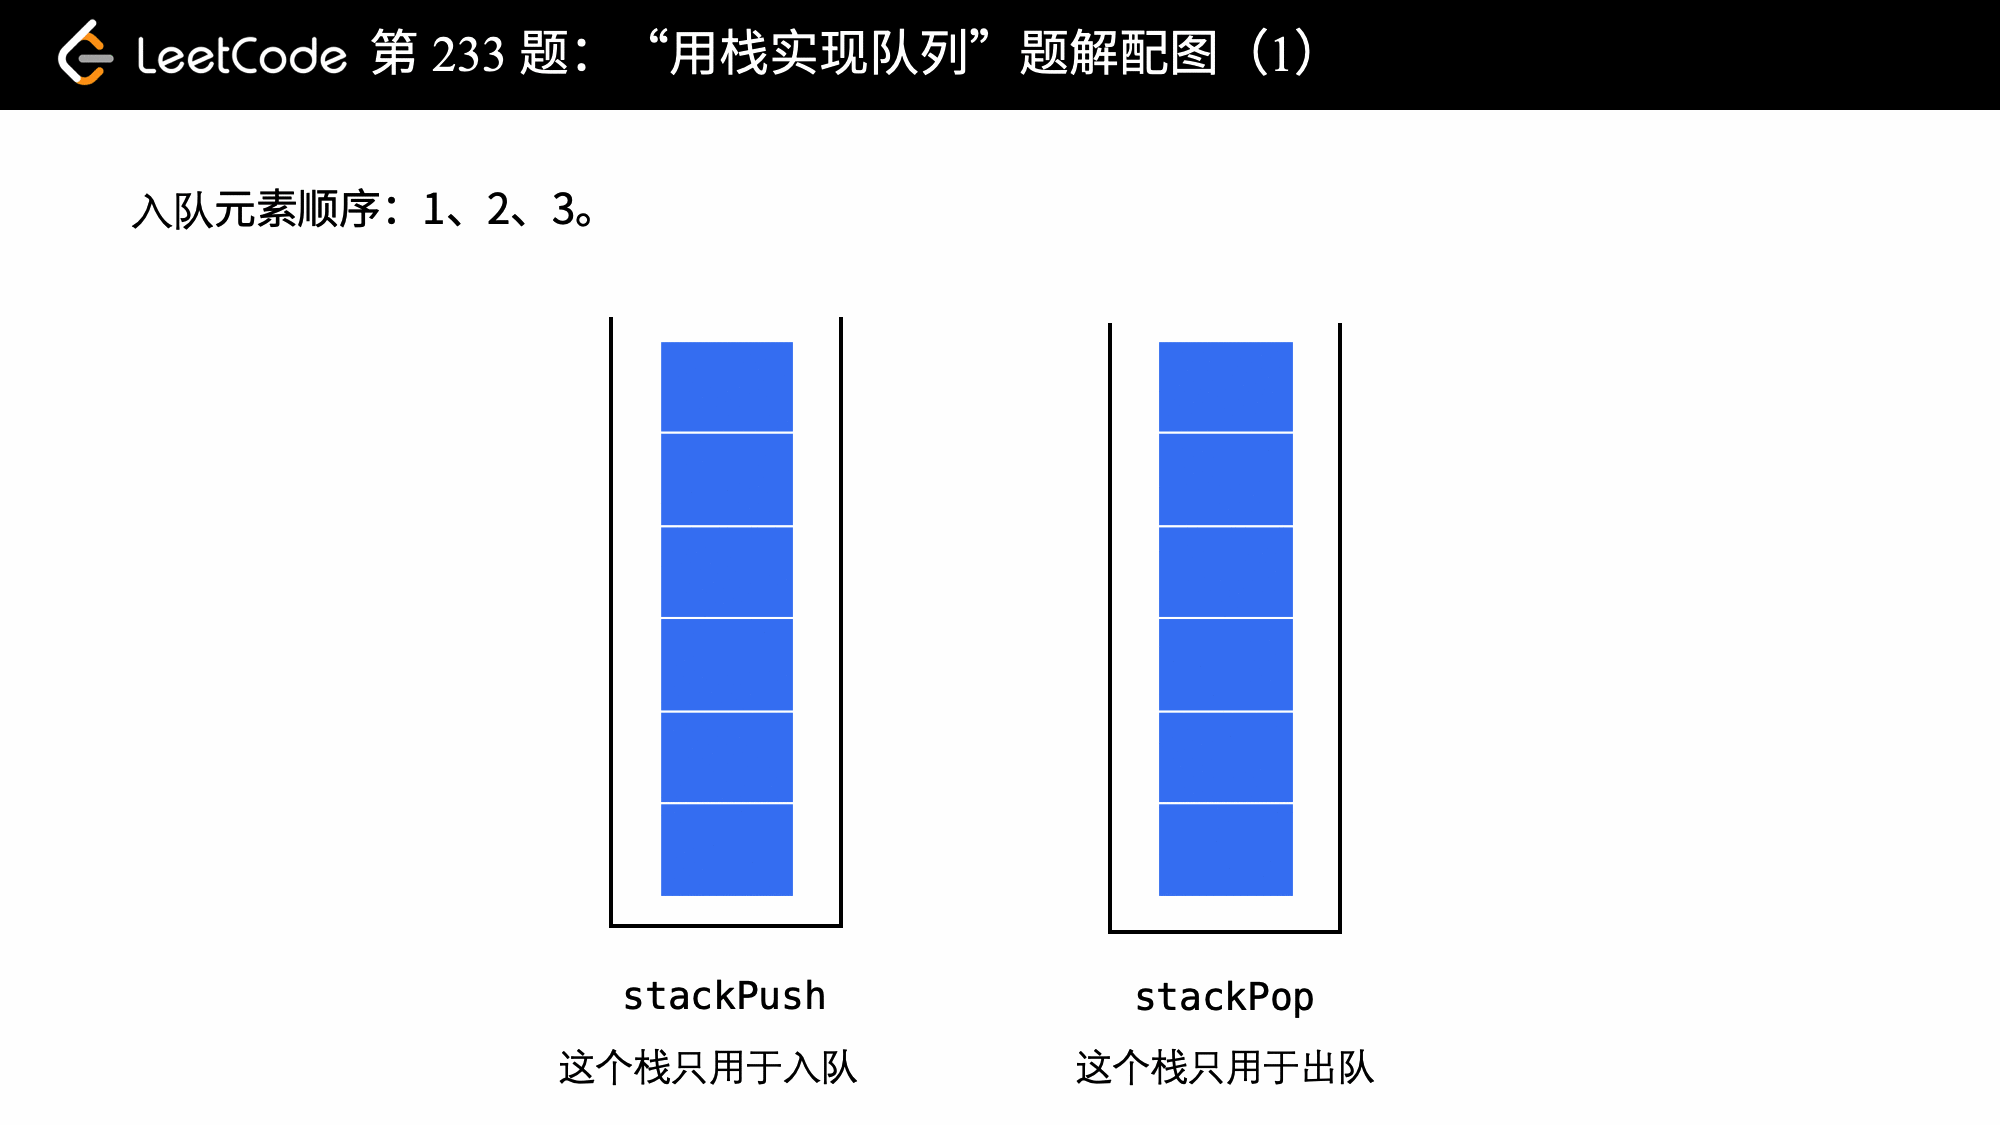 LeetCode 第 233 题：“用栈实现队列”题解配图（1）
入队元素顺序：1、2、3。
stackPush
stackPop
这个栈只用于入队
这个栈只用于出队